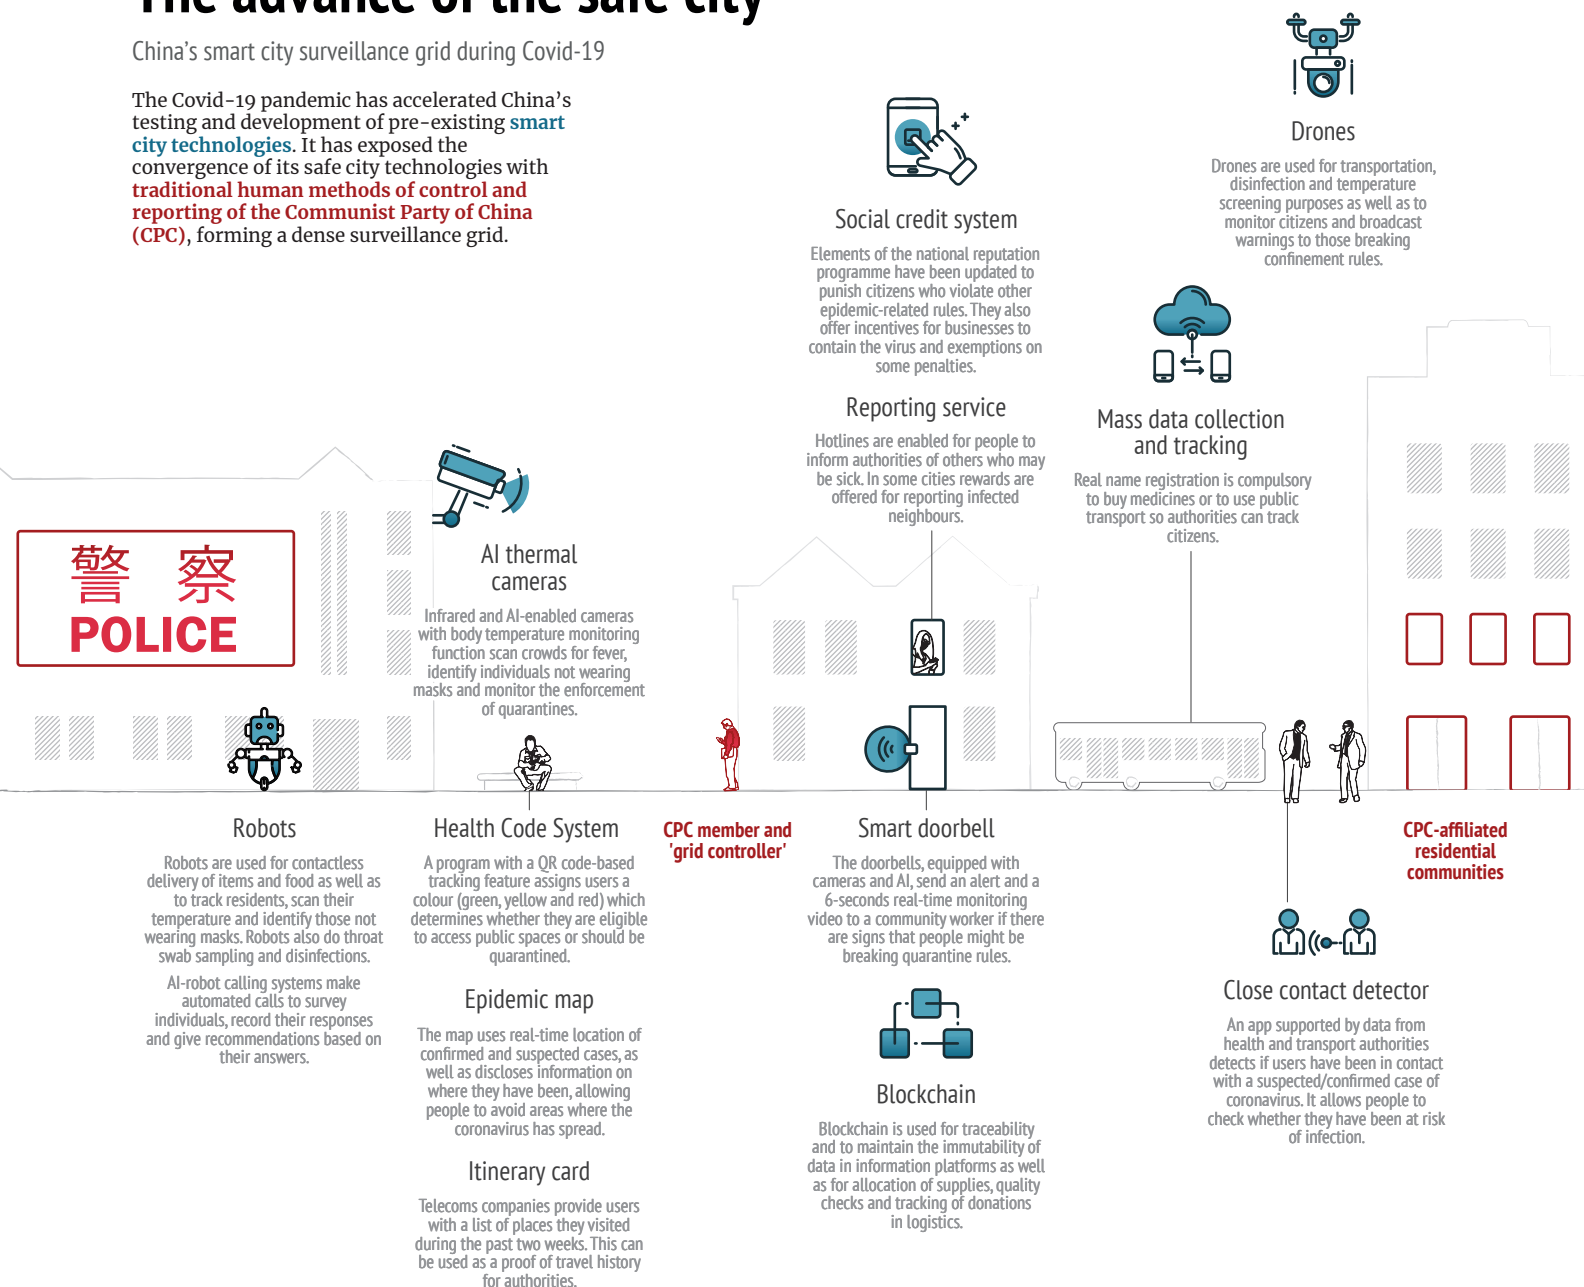 The advance of the safe city
China's smart city surveillance grid during Covid-19
The Covid-19 pandemic has accelerated China's
testing and development of pre-existing smart
city technologies. It has exposed the
convergence of its safe city technologies with
traditional human methods of control and
reporting of the Communist Party of China
(CPC), forming a dense surveillance grid.
Drones
Drones are used for transportation,
disinfection and temperature
screening purposes as well as to
monitor citizens and broadcast
warnings to those breaking
confinement rules.
Social credit system
Elements of the national reputation
programme have been updated to
punish citizens who violate other
epidemic-related rules. They also
offer incentives for businesses to
contain the virus and exemptions on
some penalties.
Reporting service
Hotlines are enabled for people to
inform authorities of others who may
be sick. In some cities rewards are
offered for reporting infected
neighbours.
Mass data collection
and tracking
Real name registration is compulsory
to buy medicines or to use public
transport so authorities can track
citizens.
警 察
POLICE
AI thermal
cameras
Infrared and AI-enabled cameras
with body temperature monitoring
function scan crowds for fever,
identify individuals not wearing
masks and monitor the enforcement
of quarantines.
Robots
Robots are used for contactless
delivery of items and food as well as
to track residents, scan their
temperature and identify those not
wearing masks. Robots also do throat
swab sampling and disinfections.
AI-robot calling systems make
automated calls to survey
individuals, record their responses
and give recommendations based on
their answers.
Health Code System
A program with a QR code-based
tracking feature assigns users a
colour (green, yellow and red) which
determines whether they are eligible
to access public spaces or should be
quarantined.
Epidemic map
The map uses real-time location of
confirmed and suspected cases, as
well as discloses information on
where they have been, allowing
people to avoid areas where the
coronavirus has spread.
Itinerary card
Telecoms companies provide users
with a list of places they visited
during the past two weeks. This can
be used as a proof of travel history
for authorities.
CPC member and
'grid controller'
Smart doorbell
The doorbells, equipped with
cameras and AI, send an alert and a
6-seconds real-time monitoring
video to a community worker if there
are signs that people might be
breaking quarantine rules.
Blockchain
Blockchain is used for traceability
and to maintain the immutability of
data in information platforms as well
as for allocation of supplies, quality
checks and tracking of donations
in logistics.
CPC-affiliated
residential
communities
Close contact detector
An app supported by data from
health and transport authorities
detects if users have been in contact
with a suspected/confirmed case of
coronavirus. It allows people to
check whether they have been at risk
of infection.